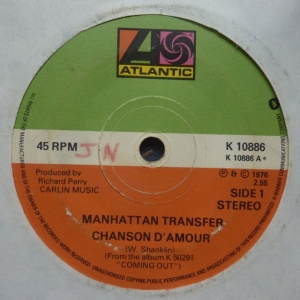 ATLANTIC
45 RPM
JN
K 10886
K 10886 A+
Produced by
Richard Perry
CARLIN MUSIC
℗ & © 1976
2.55
SIDE 1
STEREO
MANHATTAN TRANSFER
CHANSON D'AMOUR
(W. Shanklin)
(From the album K 50291
"COMING OUT")